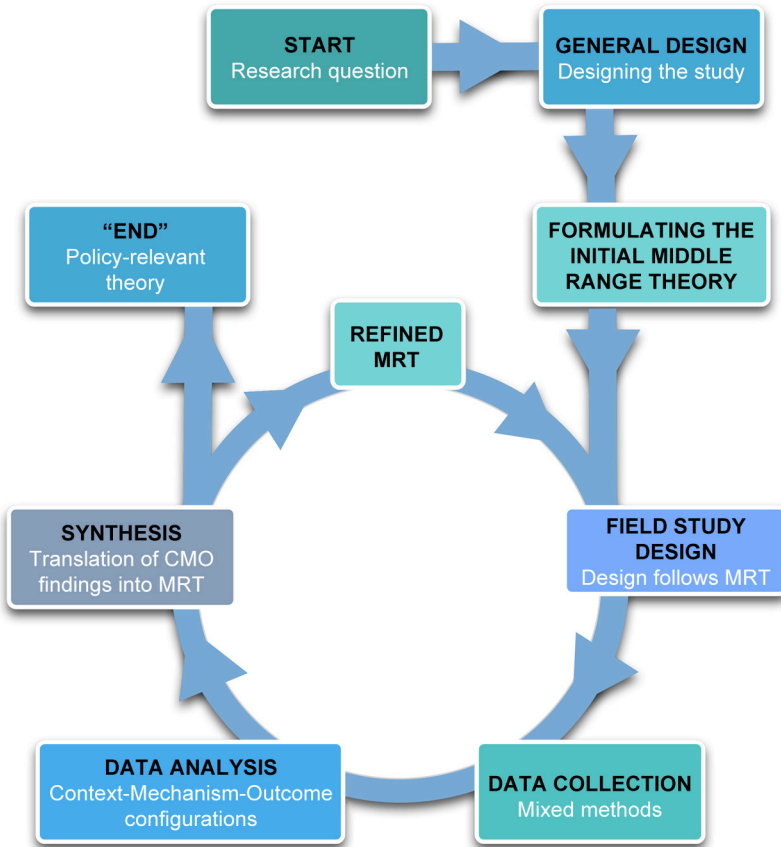 START
Research question
GENERAL DESIGN
Designing the study
“END”
Policy-relevant
theory
FORMULATING THE
INITIAL MIDDLE
RANGE THEORY
REFINED
MRT
SYNTHESIS
Translation of CMO
findings into MRT
FIELD STUDY
DESIGN
Design follows MRT
DATA ANALYSIS
Context-Mechanism-Outcome
configurations
DATA COLLECTION
Mixed methods